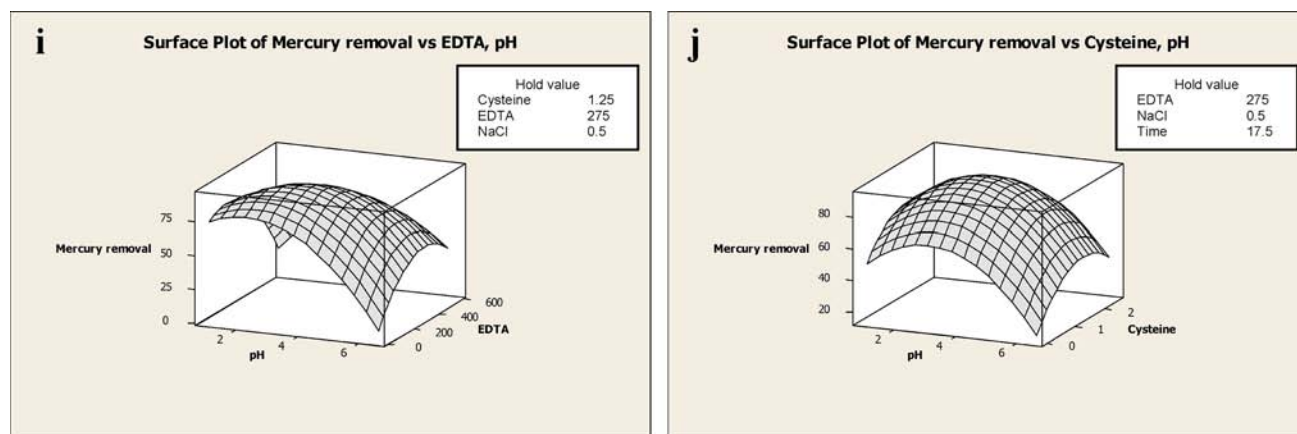 i
Surface Plot of Mercury removal vs EDTA, pH
Hold value
Cysteine 1.25
EDTA 275
NaCl 0.5
75
50
25
0
Mercury removal
2
4
6
pH
0
200
400
600
EDTA
j
Surface Plot of Mercury removal vs Cysteine, pH
Hold value
EDTA 275
NaCl 0.5
Time 17.5
80
60
40
20
Mercury removal
2
4
6
pH
0
1
2
Cysteine